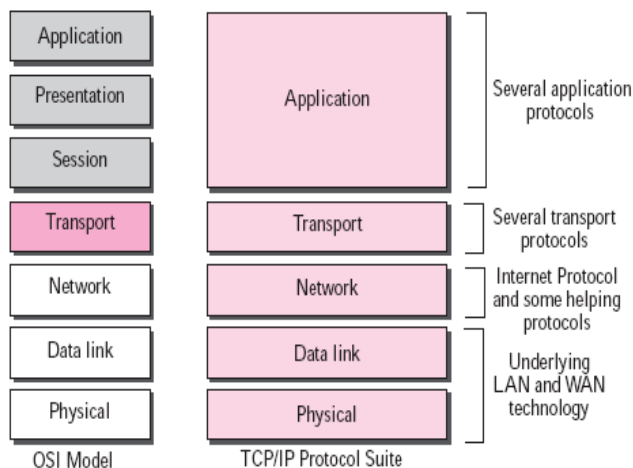 Application
Presentation
Session
Transport
Network
Data link
Physical
OSI Model
Application
Transport
Network
Data link
Physical
TCP/IP Protocol Suite
Several application
protocols
Several transport
protocols
Internet Protocol
and some helping
protocols
Underlying
LAN and WAN
technology